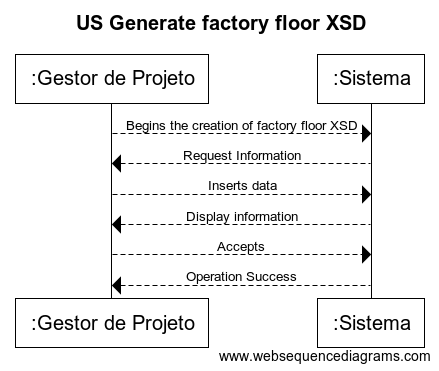 US Generate factory floor XSD
:Gestor de Projeto
:Sistema
Begins the creation of factory floor XSD
Request Information
Inserts data
Display information
Accepts
Operation Success
:Gestor de Projeto
:Sistema
www.websequencediagrams.com